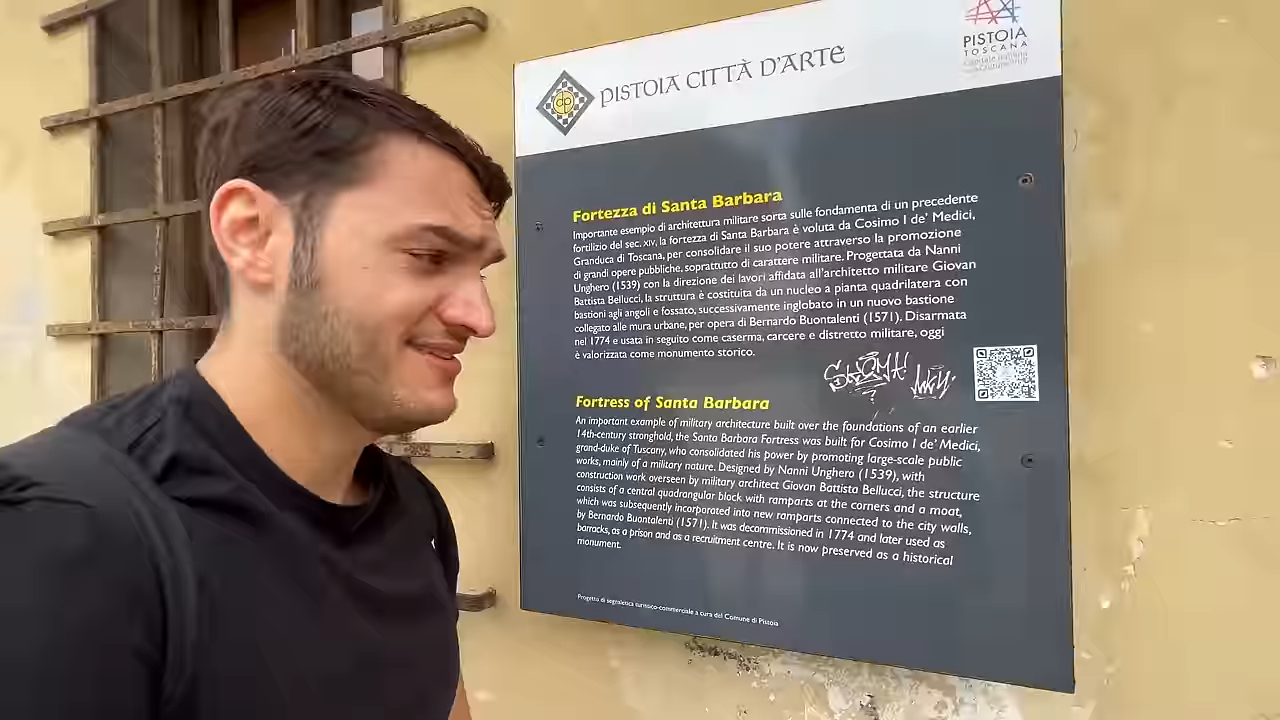 PISTOIA CITTÀ D'ARTE
PISTOIA
TOSCANA
Fortezza di Santa Barbara
Importante esempio di architettura militare sorta sulle fondamenta di un precedente
fortilizio del sec. XIV, la fortezza di Santa Barbara è voluta da Cosimo I de' Medici,
Granduca di Toscana, per consolidare il suo potere attraverso la promozione
di grandi opere pubbliche, soprattutto di carattere militare. Progettata da Nanni
Unghero (1539) con la direzione dei lavori affidata all'architetto militare Giovan
Battista Bellucci, la struttura è costituita da un nucleo a pianta quadrilatera con
bastioni agli angoli e fossato, successivamente inglobato in un nuovo bastione
collegato alle mura urbane, per opera di Bernardo Buontalenti (1571). Disarmata
nel 1774 e usata in seguito come caserma, carcere e distretto militare, oggi
è valorizzata come monumento storico.
Fortress of Santa Barbara
An important example of military architecture built over the foundations of an earlier
14th-century stronghold, the Santa Barbara Fortress was built for Cosimo I de' Medici,
grand-duke of Tuscany, who consolidated his power by promoting large-scale public
works, mainly of a military nature. Designed by Nanni Unghero (1539), with
construction work overseen by military architect Giovan Battista Bellucci, the structure
consists of a central quadrangular block with ramparts at the corners and a moat,
which was subsequently incorporated into new ramparts connected to the city walls,
by Bernardo Buontalenti (1571). It was decommissioned in 1774 and later used as
barracks, as a prison and as a recruitment centre. It is now preserved as a historical
monument.
Progetto di segnaletica turistico-commerciale a cura del Comune di Pistoia